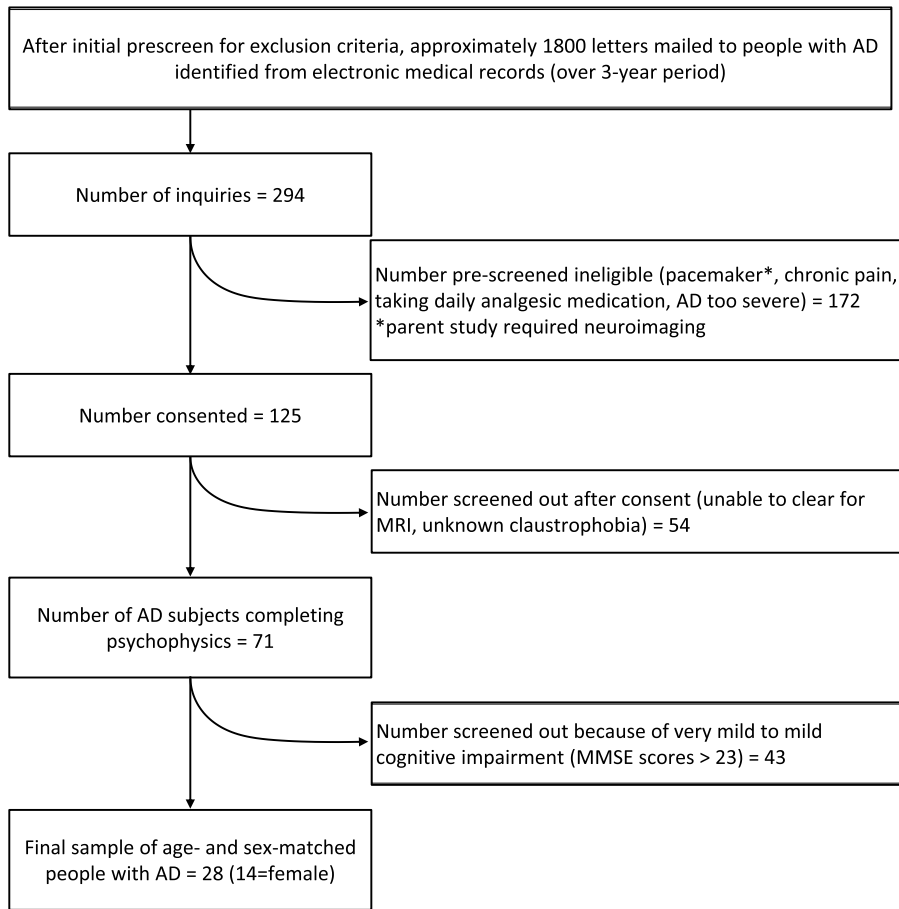 After initial prescreen for exclusion criteria, approximately 1800 letters mailed to people with AD
identified from electronic medical records (over 3-year period)
Number of inquiries = 294
Number pre-screened ineligible (pacemaker*, chronic pain,
taking daily analgesic medication, AD too severe) = 172
*parent study required neuroimaging
Number consented = 125
Number screened out after consent (unable to clear for
MRI, unknown claustrophobia) = 54
Number of AD subjects completing
psychophysics = 71
Number screened out because of very mild to mild
cognitive impairment (MMSE scores > 23) = 43
Final sample of age- and sex-matched
people with AD = 28 (14=female)